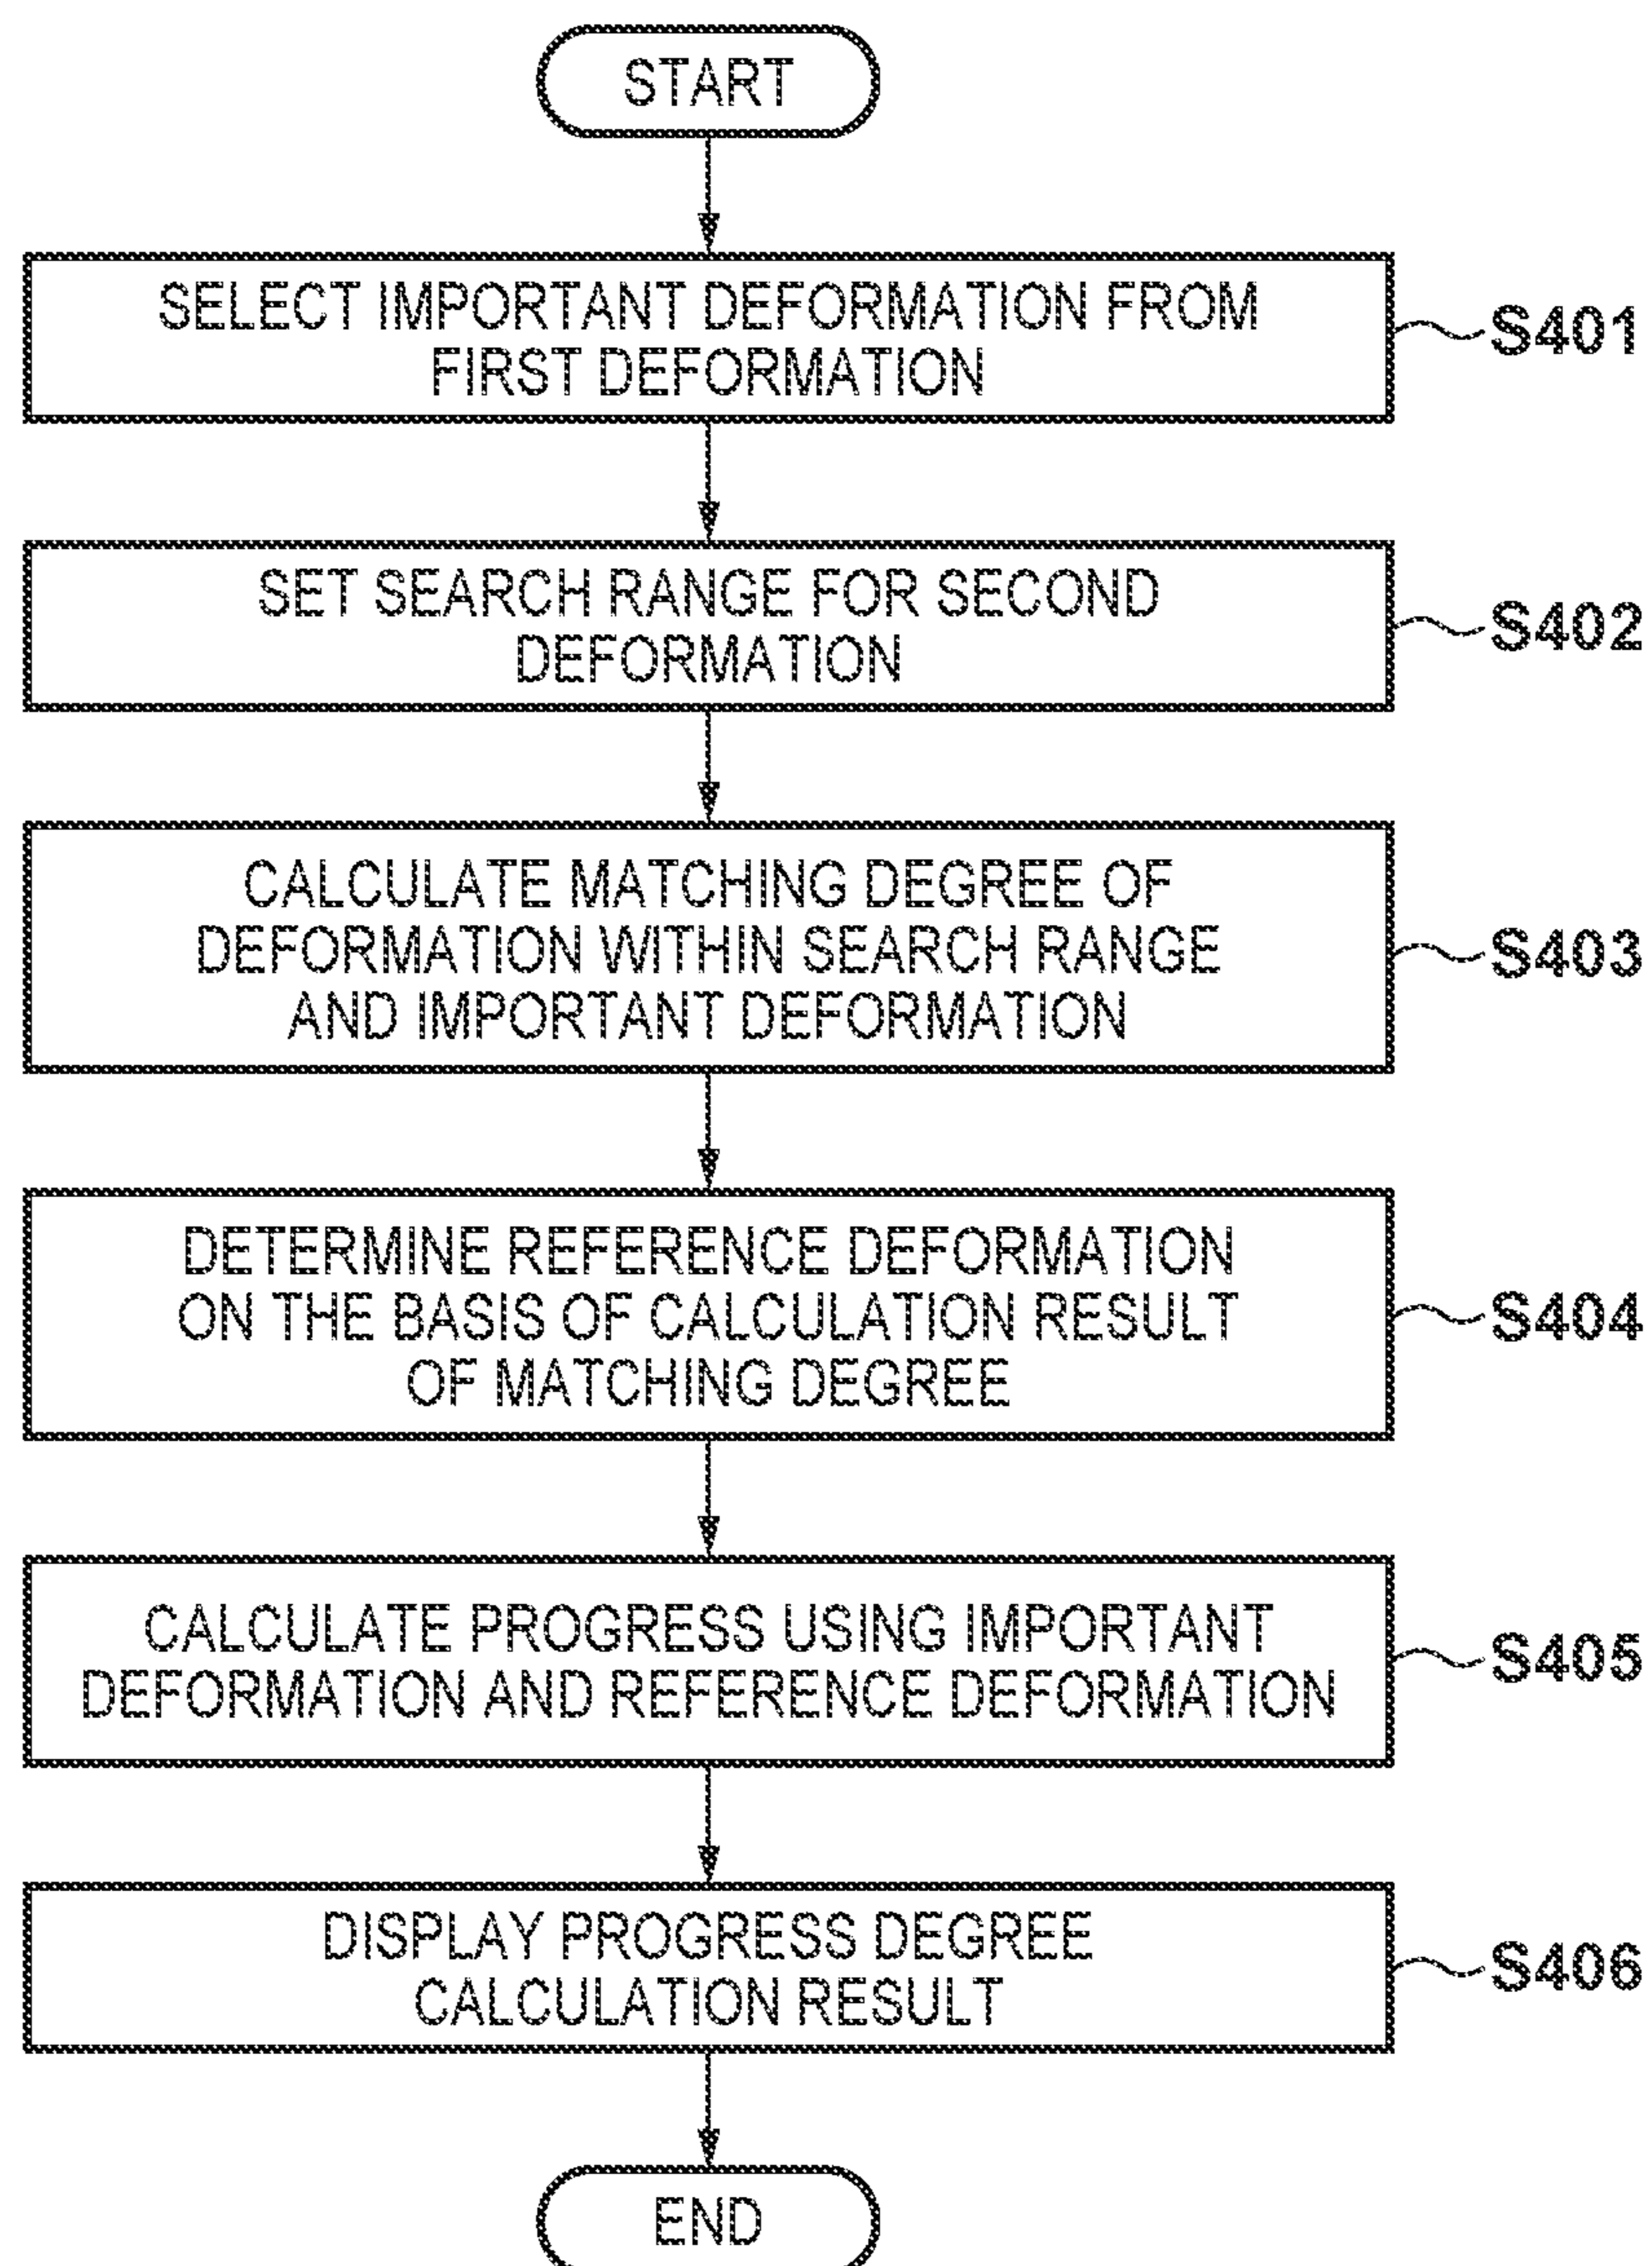 START
SELECT IMPORTANT DEFORMATION FROM
FIRST DEFORMATION
S401
SET SEARCH RANGE FOR SECOND
DEFORMATION
S402
CALCULATE MATCHING DEGREE OF
DEFORMATION WITHIN SEARCH RANGE
AND IMPORTANT DEFORMATION
S403
DETERMINE REFERENCE DEFORMATION
ON THE BASIS OF CALCULATION RESULT
OF MATCHING DEGREE
S404
CALCULATE PROGRESS USING IMPORTANT
DEFORMATION AND REFERENCE DEFORMATION
S405
DISPLAY PROGRESS DEGREE
CALCULATION RESULT
S406
END